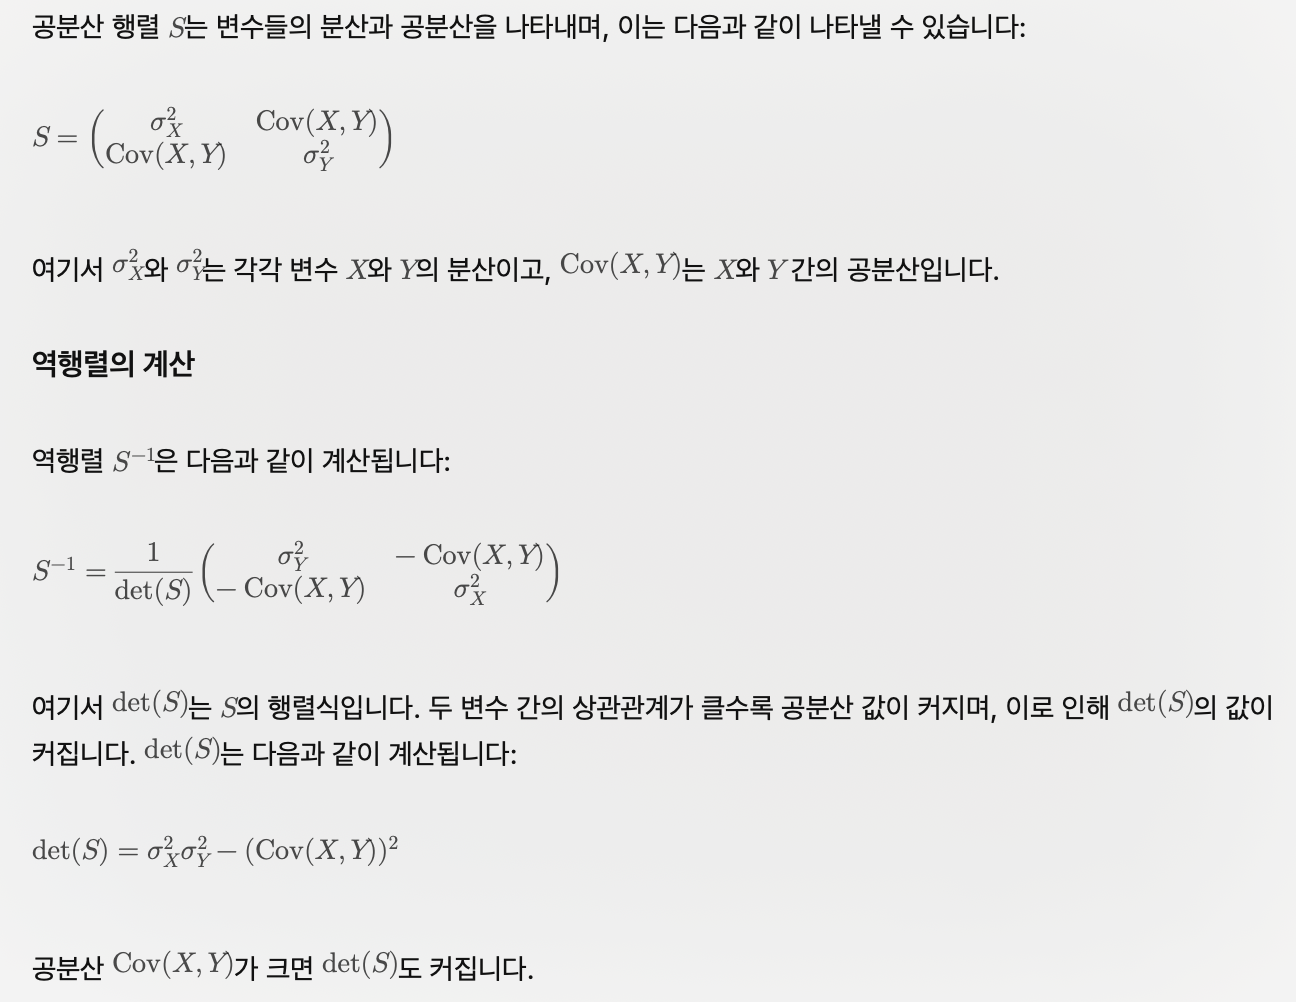 공분산 행렬 S는 변수들의 분산과 공분산을 나타내며, 이는 다음과 같이 나타낼 수 있습니다:
S = \begin{pmatrix} \sigma_X^2 & \text{Cov}(X, Y) \\ \text{Cov}(X, Y) & \sigma_Y^2 \end{pmatrix}
여기서 \sigma_X^2와 \sigma_Y^2는 각각 변수 X와 Y의 분산이고, Cov(X, Y)는 X와 Y 간의 공분산입니다.
역행렬의 계산
역행렬 S^{-1}은 다음과 같이 계산됩니다:
S^{-1} = \frac{1}{\det(S)} \begin{pmatrix} \sigma_Y^2 & -\text{Cov}(X, Y) \\ -\text{Cov}(X, Y) & \sigma_X^2 \end{pmatrix}
여기서 det(S)는 S의 행렬식입니다. 두 변수 간의 상관관계가 클수록 공분산 값이 커지며, 이로 인해 det(S)의 값이
커집니다. det(S)는 다음과 같이 계산됩니다:
det(S) = \sigma_X^2 \sigma_Y^2 - (Cov(X, Y))^2
공분산 Cov(X, Y)가 크면 det(S)도 커집니다.